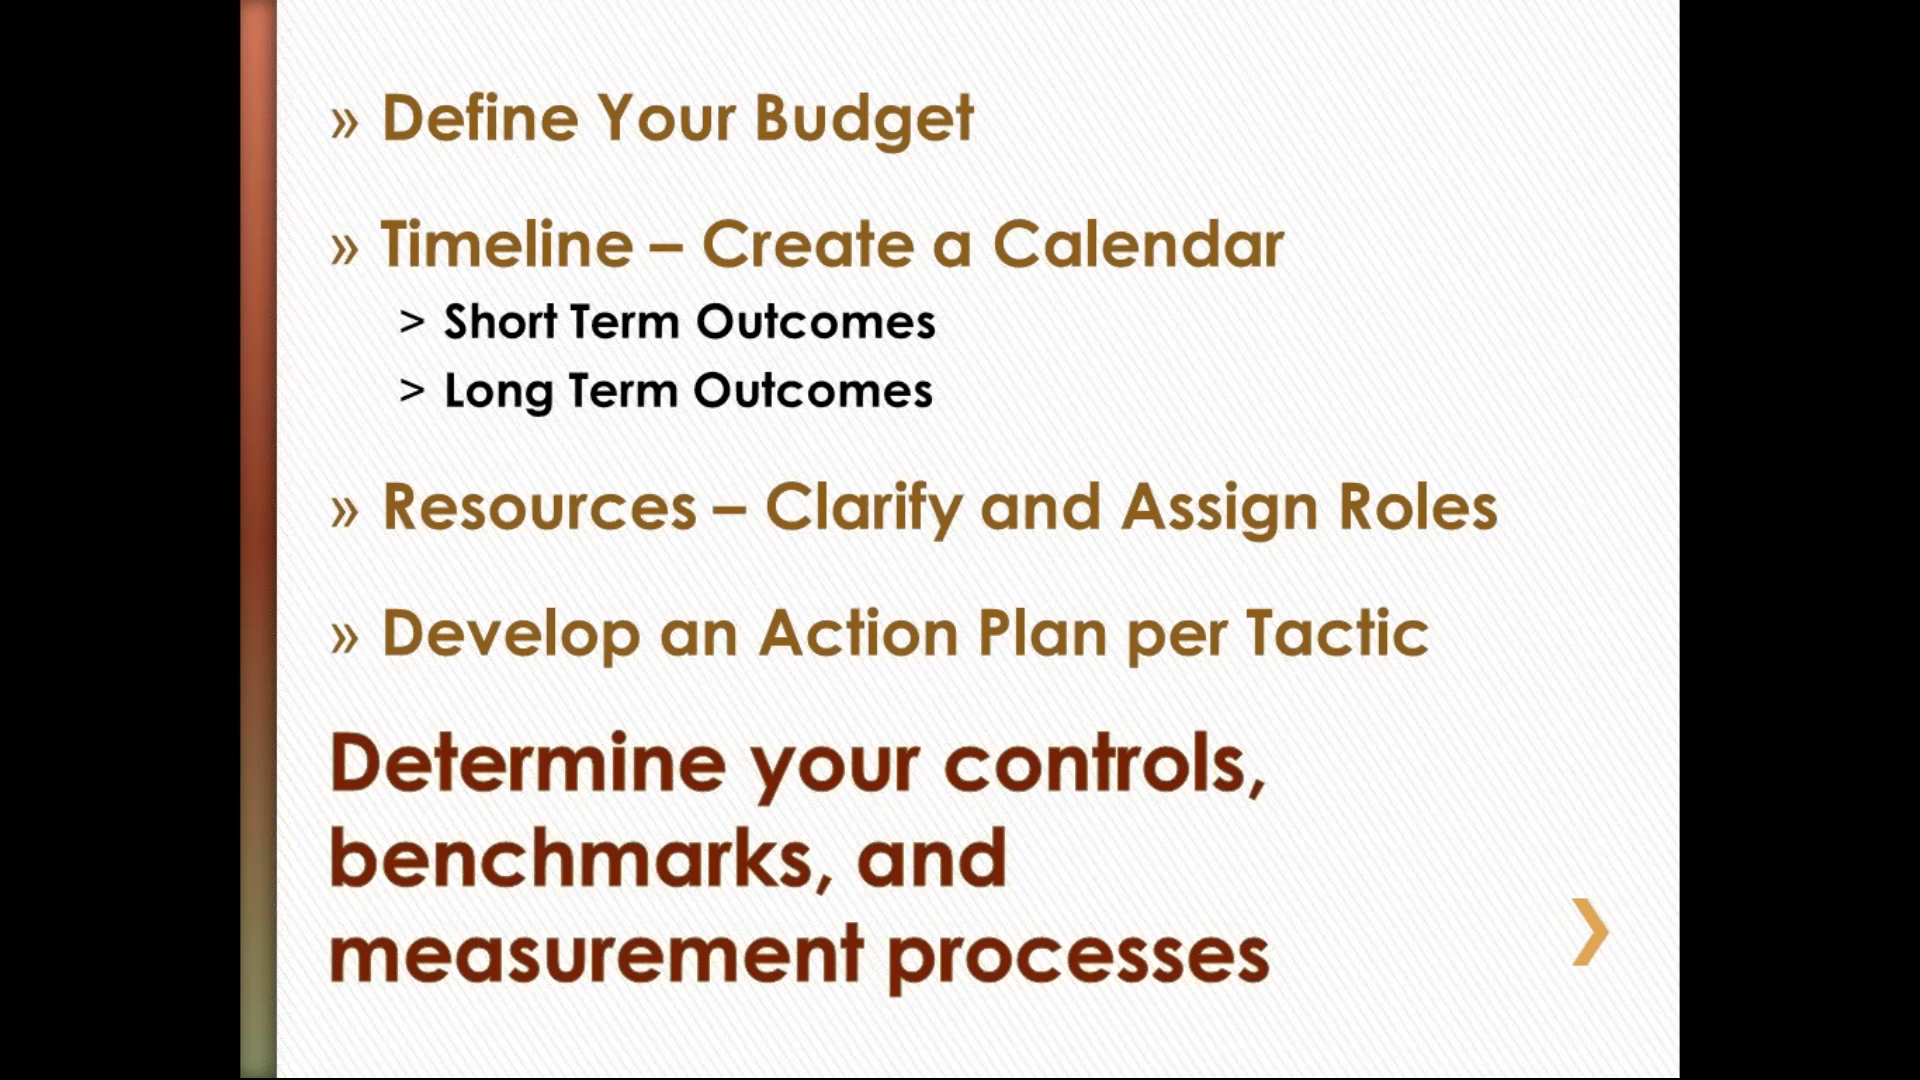 » Define Your Budget
» Timeline – Create a Calendar
> Short Term Outcomes
> Long Term Outcomes
» Resources – Clarify and Assign Roles
» Develop an Action Plan per Tactic
Determine your controls,
benchmarks, and
measurement processes